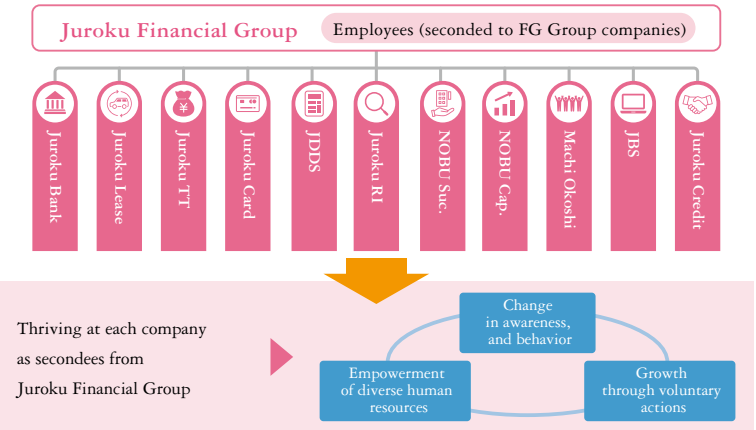 Juroku Financial Group
Employees (seconded to FG Group companies)
¥
Juroku Bank
Juroku Lease
Juroku TT
Juroku Card
JDDS
Juroku RI
NOBU Suc.
NOBU Cap.
Machi Okoshi
JBS
Juroku Credit
Thriving at each company
as secondees from
Juroku Financial Group
Change
in awareness,
and behavior
Empowerment
of diverse human
resources
Growth
through voluntary
actions